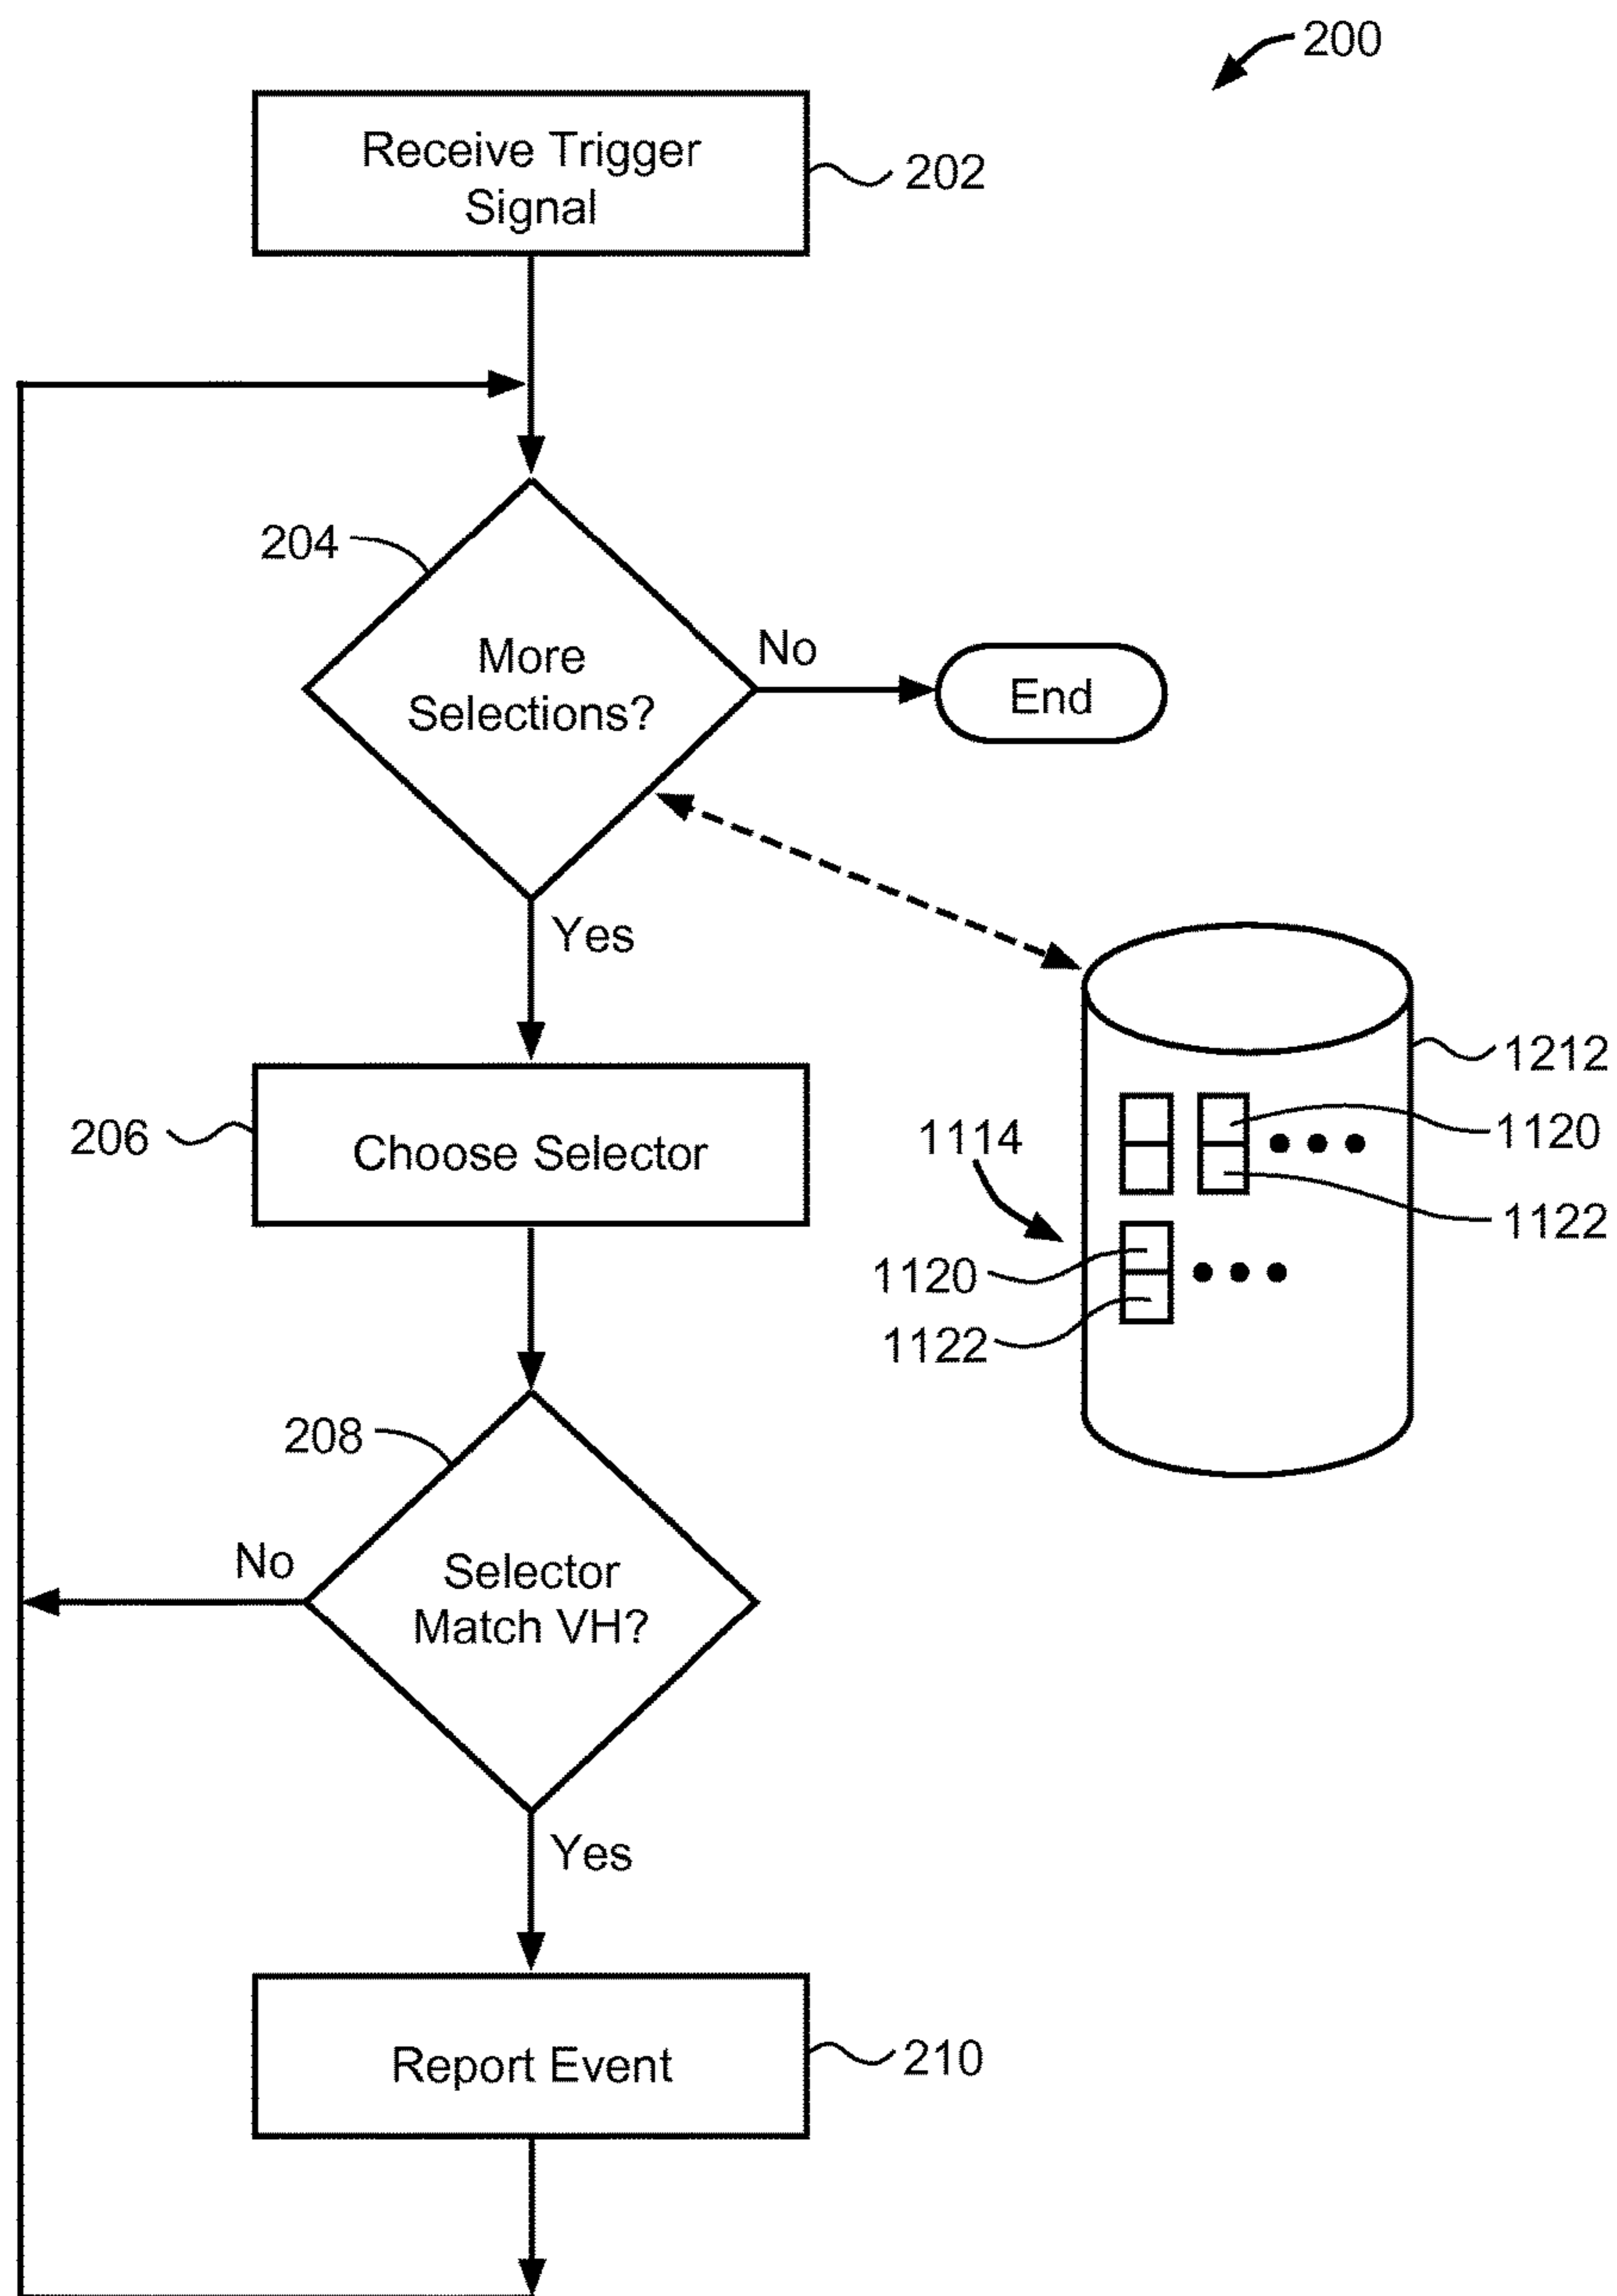 200
Receive Trigger
Signal
202
204
More
Selections?
No
End
Yes
1212
206
Choose Selector
1114
1120
1122
1120
1122
208
No
Selector
Match VH?
Yes
Report Event
210